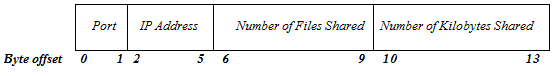 Port IP Address Number of Files Shared Number of Kilobytes Shared
Byte offset 0 1 2 5 6 9 10 13